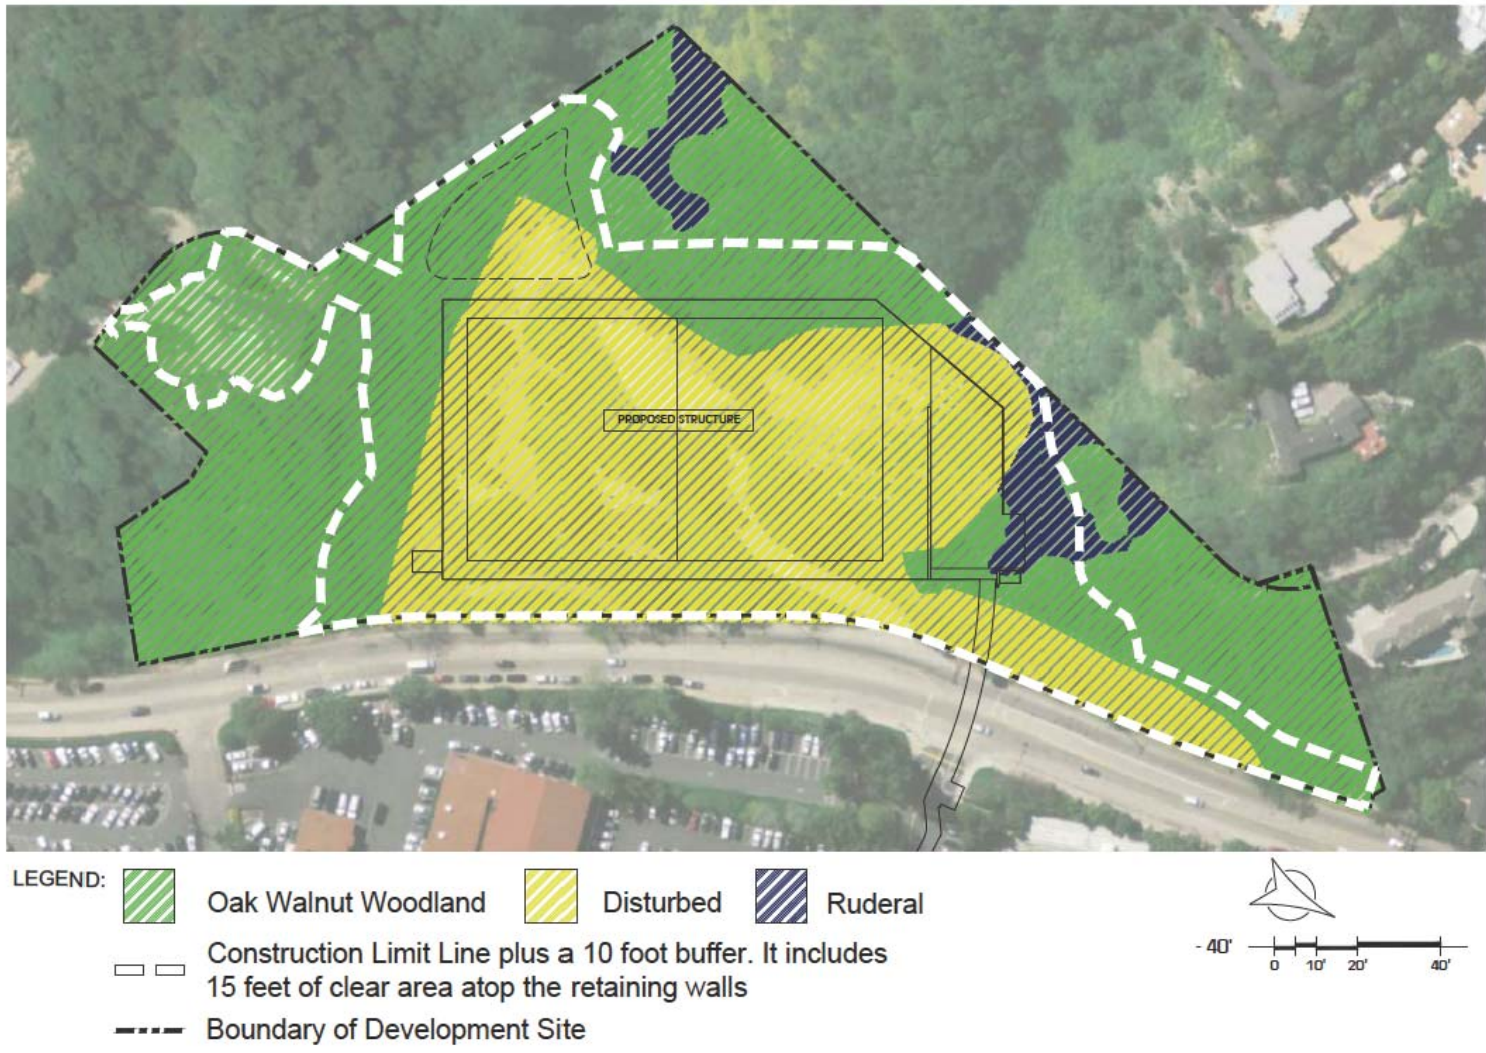 PROPOSED STRUCTURE
LEGEND:
Oak Walnut Woodland
Disturbed
Ruderal
Construction Limit Line plus a 10 foot buffer. It includes
15 feet of clear area atop the retaining walls
Boundary of Development Site
- 40'
0 10' 20' 40'